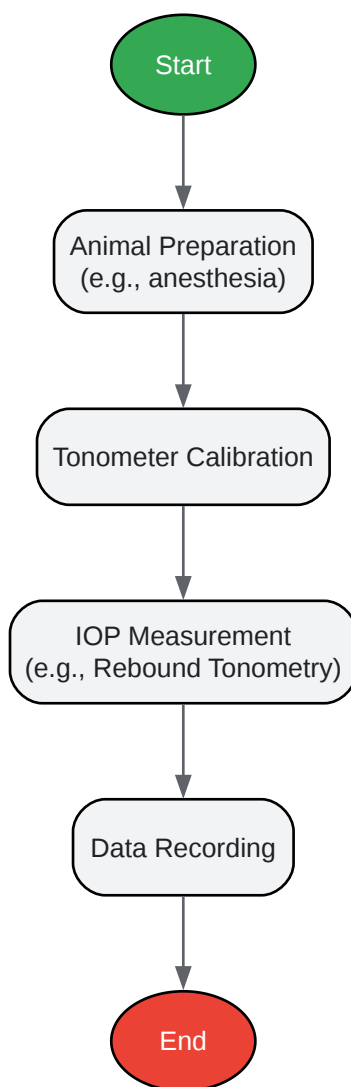 Start
Animal Preparation
(e.g., anesthesia)
Tonometer Calibration
IOP Measurement
(e.g., Rebound Tonometry)
Data Recording
End